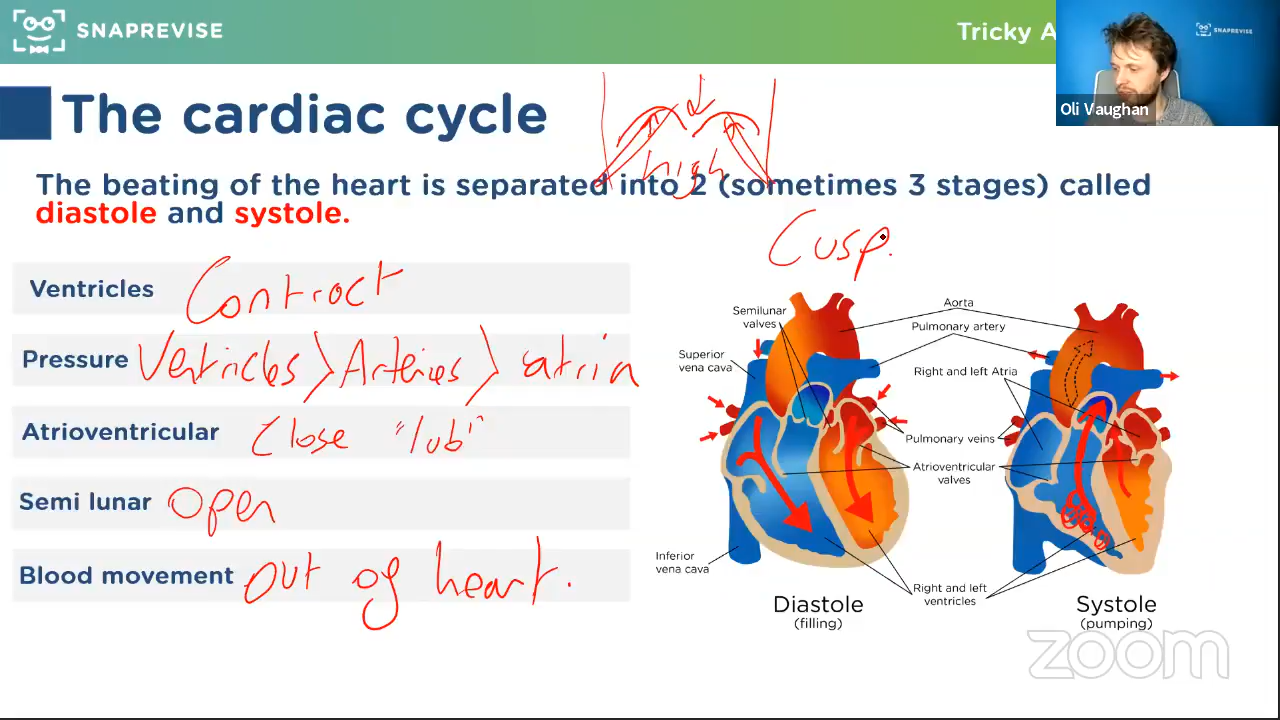 SNAPREVISE
Tricky A
SNAPREVISE
Oli Vaughan
The cardiac cycle
high
The beating of the heart is separated into 2 (sometimes 3 stages) called
diastole and systole.
Cusp.
Ventricles Contract
Pressure Ventricles > Arteries > atria
Atrioventricular Close "lub"
Semi lunar Open
Blood movement out of heart.
Semilunar
valves
Superior
vena cava
Inferior
vena cava
Aorta
Pulmonary artery
Right and left Atria
Pulmonary veins
Atrioventricular
valves
Right and left
ventricles
Diastole
(filling)
Systole
(pumping)
zoom